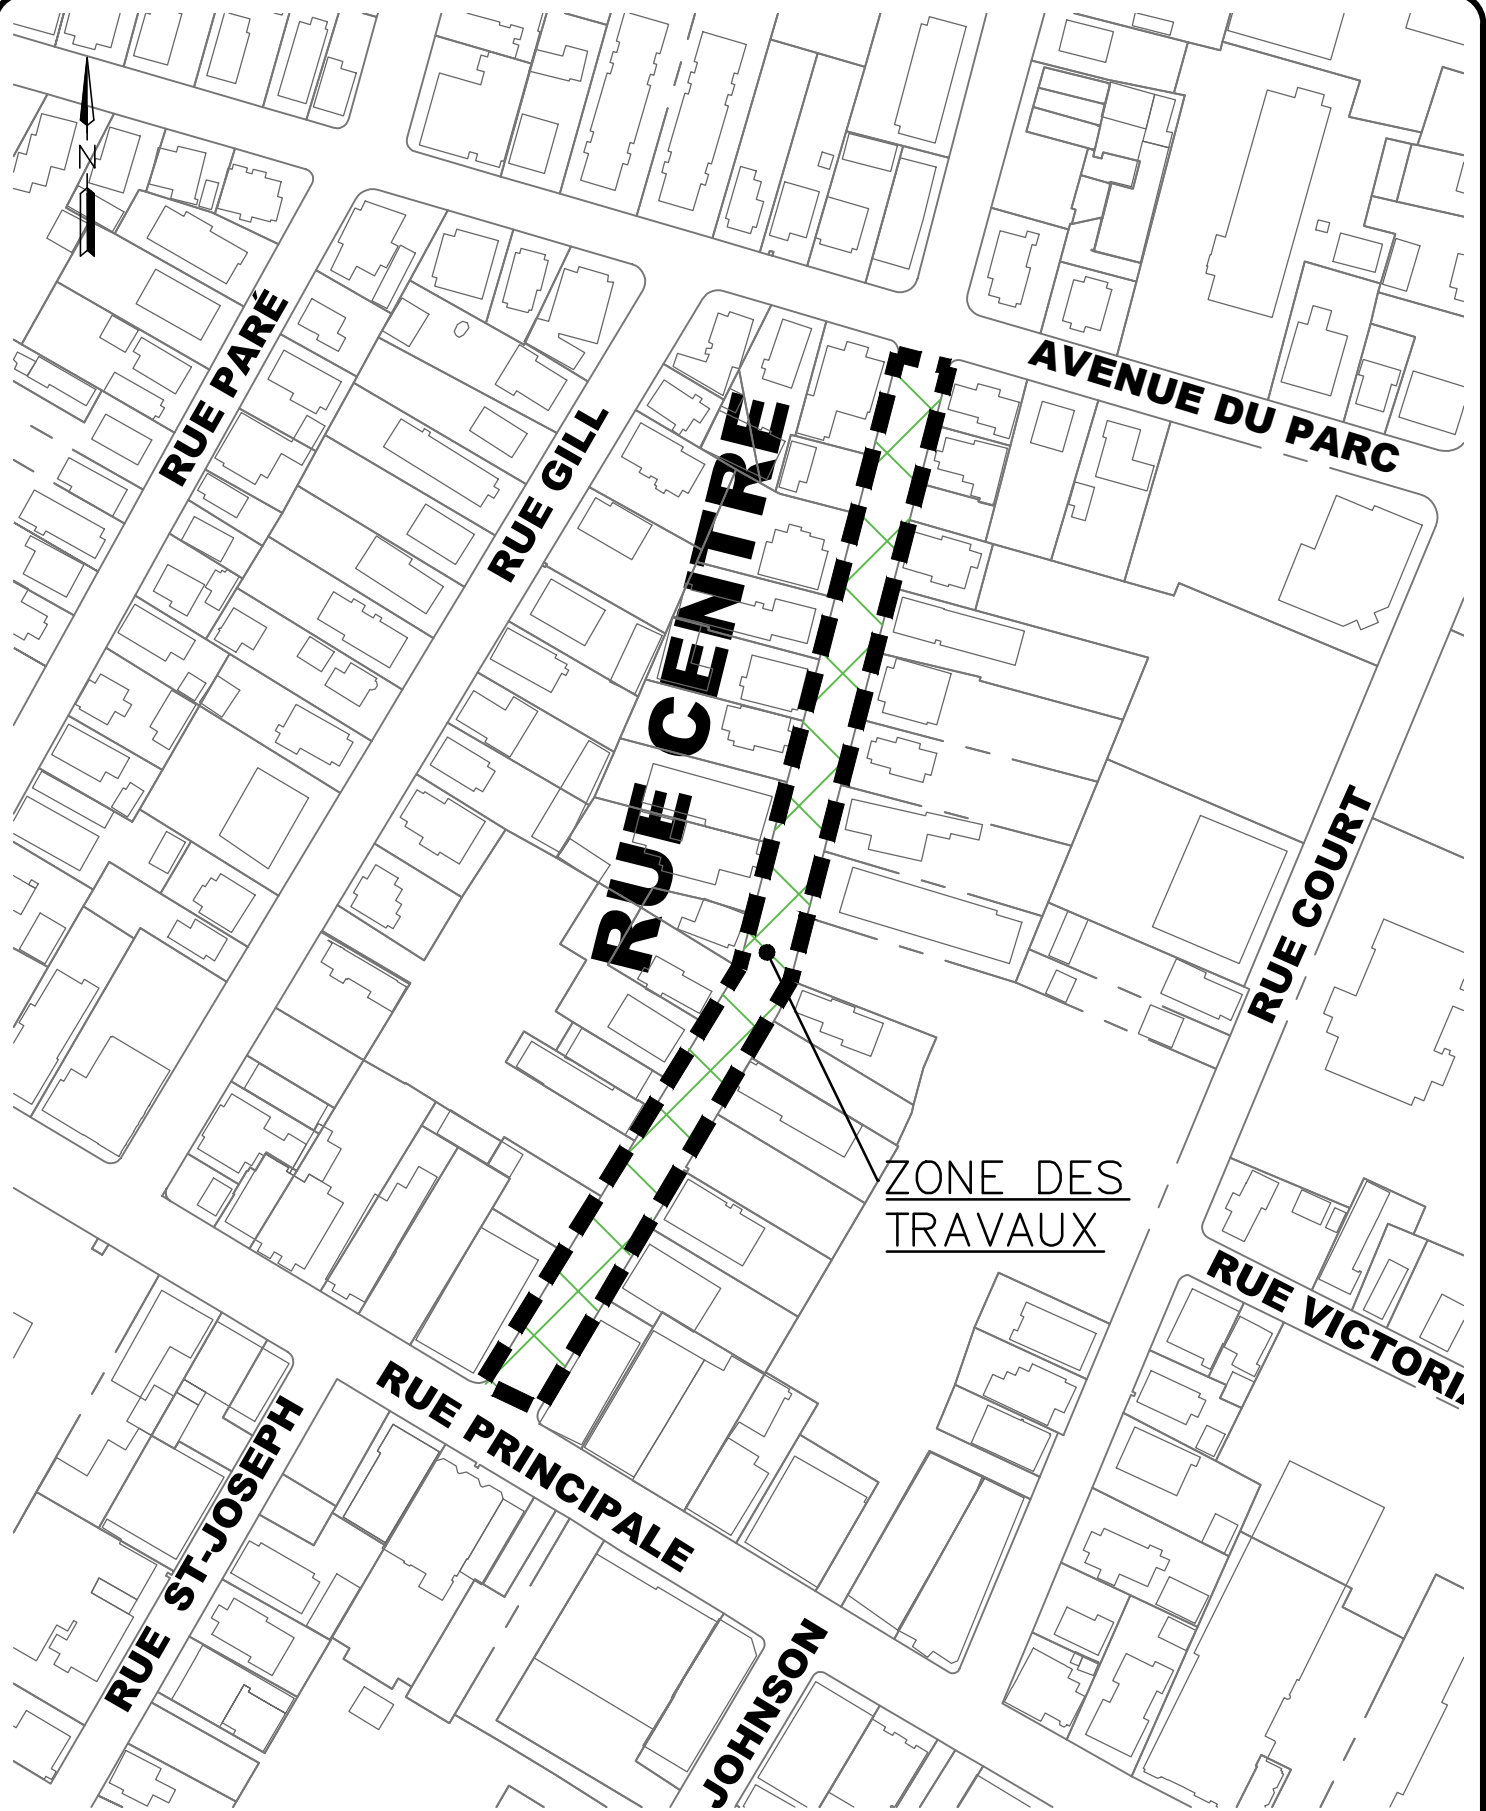 N
RUE PARÉ
RUE GILL
RUE CENTRE
AVENUE DU PARC
RUE COURT
ZONE DES
TRAVAUX
RUE VICTORIA
RUE PRINCIPALE
RUE ST-JOSEPH
JOHNSON